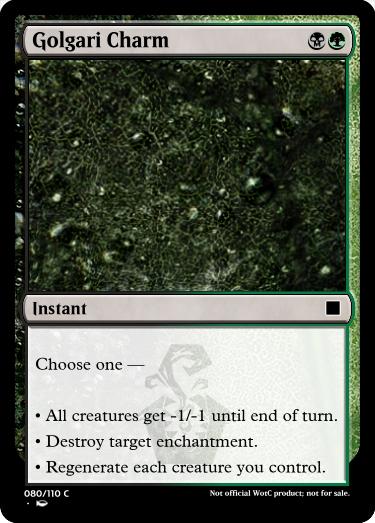 Golgari Charm
Instant
Choose one —
• All creatures get -1/-1 until end of turn.
• Destroy target enchantment.
• Regenerate each creature you control.
080/110 C
Not official WotC product; not for sale.